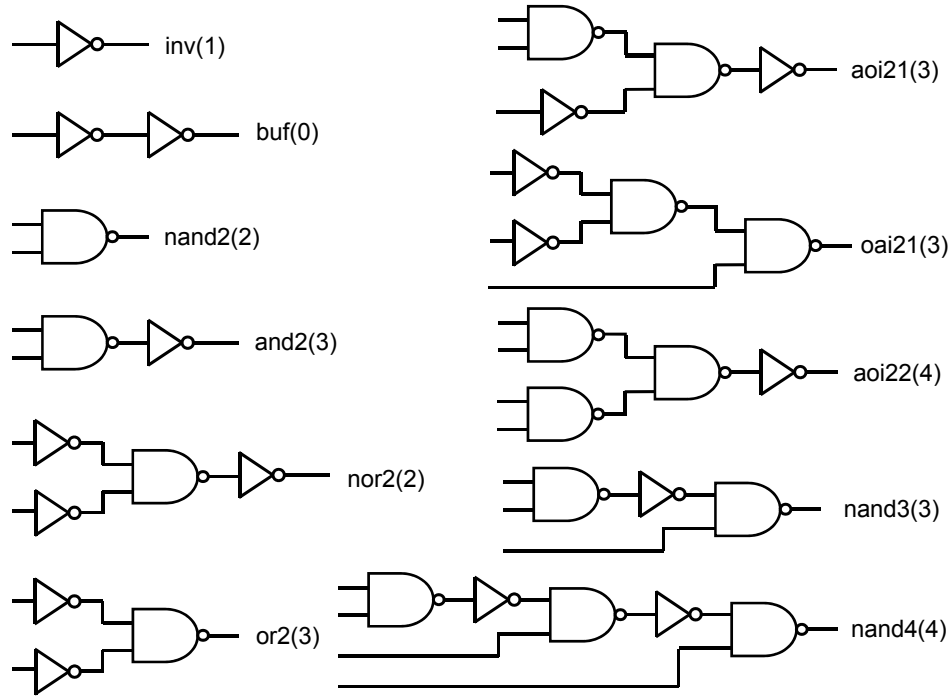 inv(1)
buf(0)
nand2(2)
and2(3)
nor2(2)
or2(3)
aoi21(3)
oai21(3)
aoi22(4)
nand3(3)
nand4(4)